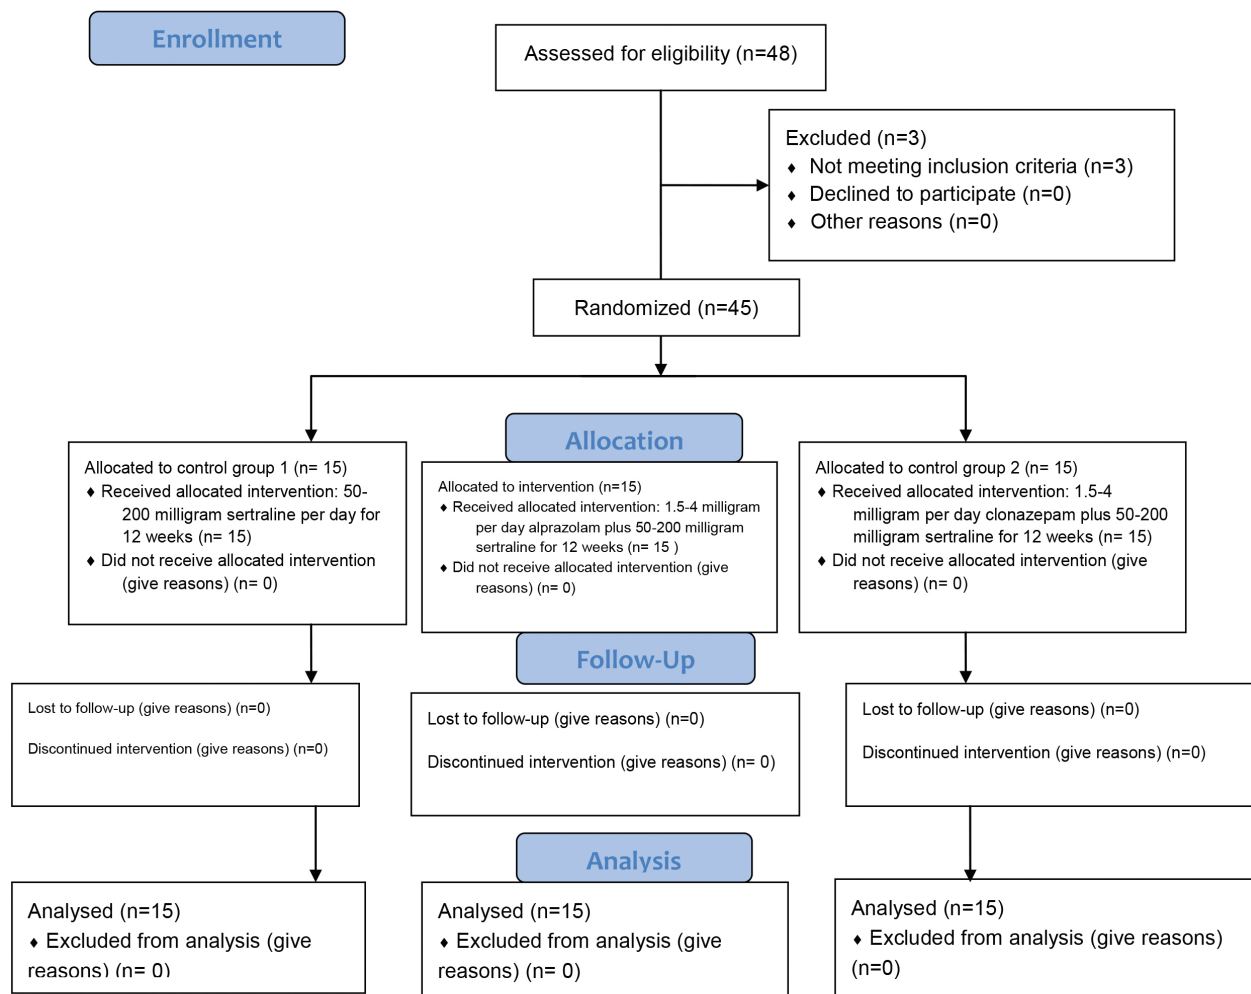 Enrollment
Assessed for eligibility (n=48)
Excluded (n=3)
♦ Not meeting inclusion criteria (n=3)
♦ Declined to participate (n=0)
♦ Other reasons (n=0)
Randomized (n=45)
Allocation
Allocated to control group 1 (n= 15)
♦ Received allocated intervention: 50-
200 milligram sertraline per day for
12 weeks (n= 15)
♦ Did not receive allocated intervention
(give reasons) (n= 0)
Allocated to intervention (n=15)
♦ Received allocated intervention: 1.5-4 milligram
per day alprazolam plus 50-200 milligram
sertraline for 12 weeks (n= 15 )
♦ Did not receive allocated intervention (give
reasons) (n= 0)
Allocated to control group 2 (n= 15)
♦ Received allocated intervention: 1.5-4
milligram per day clonazepam plus 50-200
milligram sertraline for 12 weeks (n= 15)
♦ Did not receive allocated intervention (give
reasons) (n= 0)
Follow-Up
Lost to follow-up (give reasons) (n=0)
Discontinued intervention (give reasons) (n=0)
Lost to follow-up (give reasons) (n=0)
Discontinued intervention (give reasons) (n= 0)
Lost to follow-up (give reasons) (n=0)
Discontinued intervention (give reasons) (n=0)
Analysis
Analysed (n=15)
♦ Excluded from analysis (give
reasons) (n= 0)
Analysed (n=15)
♦ Excluded from analysis (give
reasons) (n= 0)
Analysed (n=15)
♦ Excluded from analysis (give reasons)
(n=0)